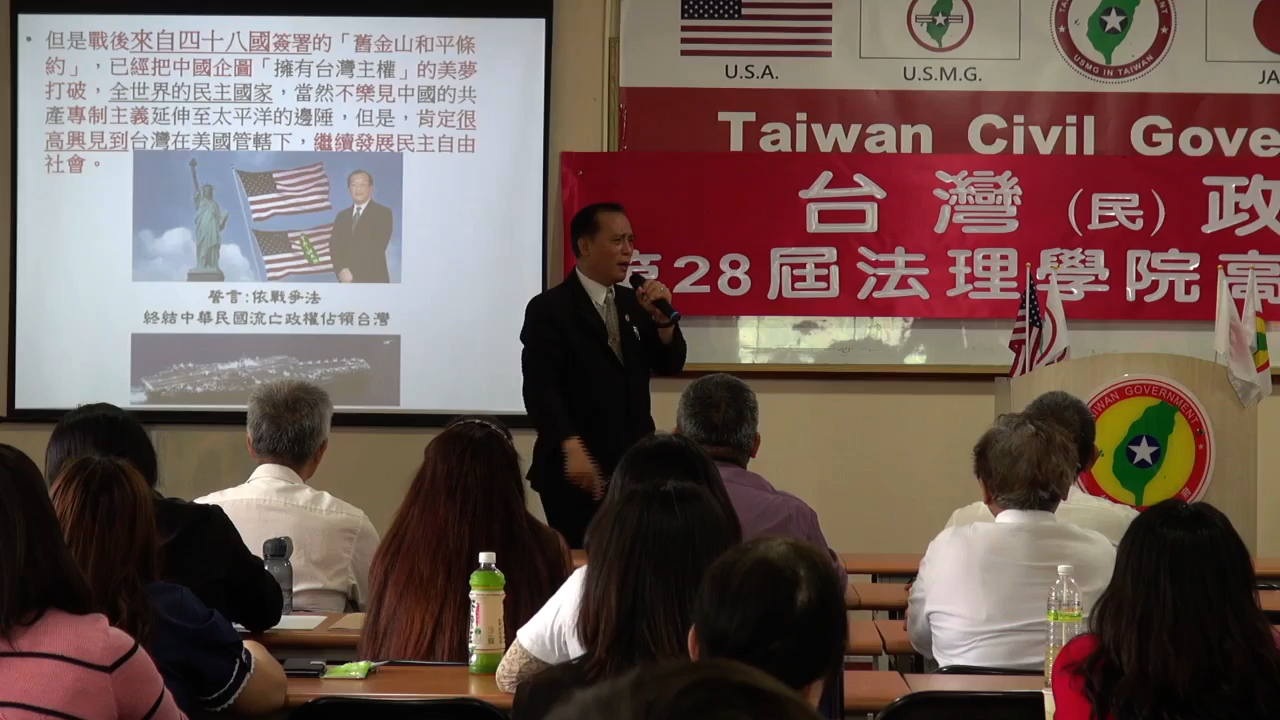 • 但是戰後來自四十八國簽署的「舊金山和平條
約」，已經把中國企圖「擁有台灣主權」的美夢
打破，全世界的民主國家，當然不樂見中國的共
產專制主義延伸至太平洋的邊陲，但是，肯定很
高興見到台灣在美國管轄下，繼續發展民主自由
社會。
聲言:依戰爭法
終結中華民國流亡政權佔領台灣
U.S.A.
U.S.M.G.
JA
USMG IN TAIWAN
Taiwan Civil Gove
台灣（民）政
第28屆法理學院高
TAIWAN GOVERNMENT